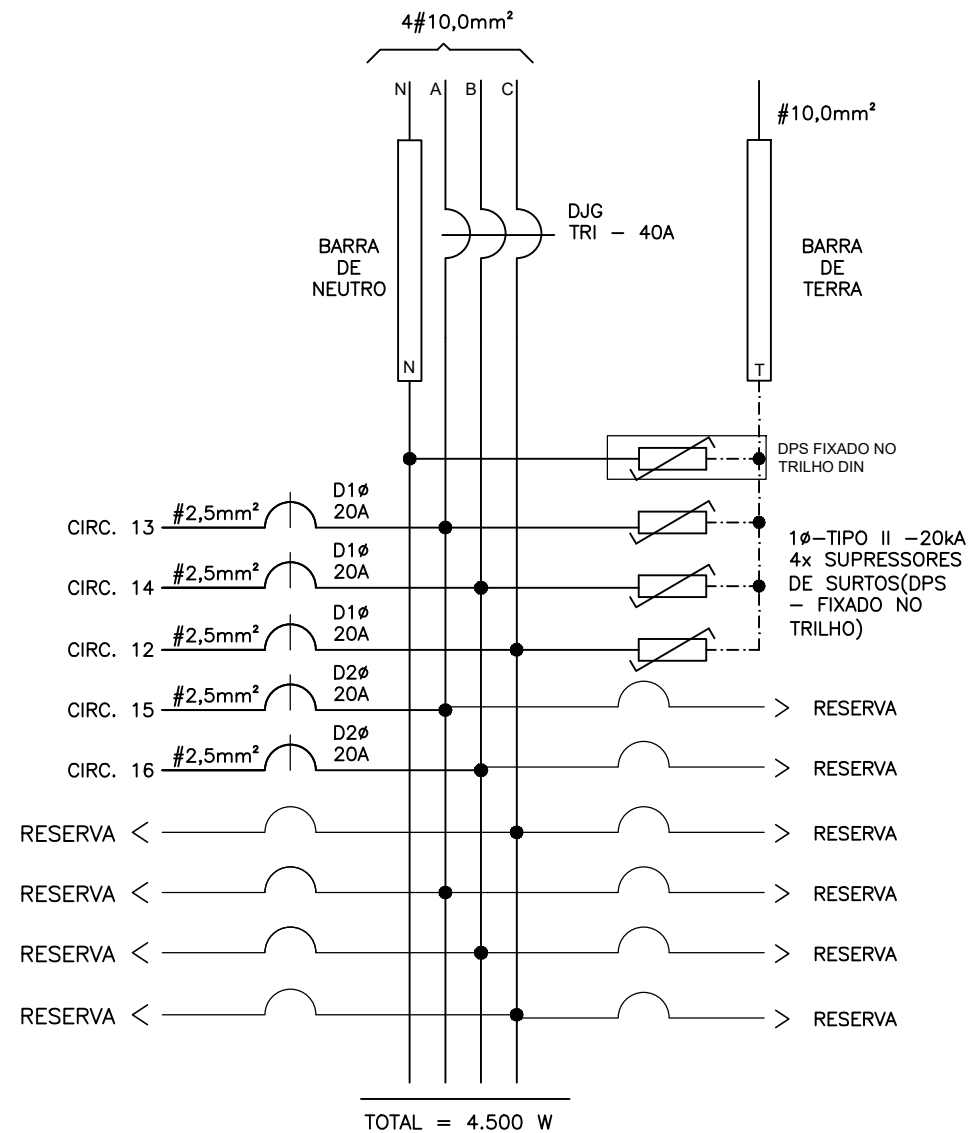 4#10,0mm²
N A B C
#10,0mm²
DJG
TRI - 40A
BARRA
DE
NEUTRO
BARRA
DE
TERRA
N
T
DPS FIXADO NO
TRILHO DIN
CIRC. 13 #2,5mm² D1ø
20A
1ø-TIPO II -20kA
4x SUPRESSORES
DE SURTOS(DPS
- FIXADO NO
TRILHO)
CIRC. 14 #2,5mm² D1ø
20A
CIRC. 12 #2,5mm² D1ø
20A
CIRC. 15 #2,5mm² D2ø
20A
RESERVA
CIRC. 16 #2,5mm² D2ø
20A
RESERVA
RESERVA RESERVA
RESERVA RESERVA
RESERVA RESERVA
RESERVA RESERVA
TOTAL = 4.500 W